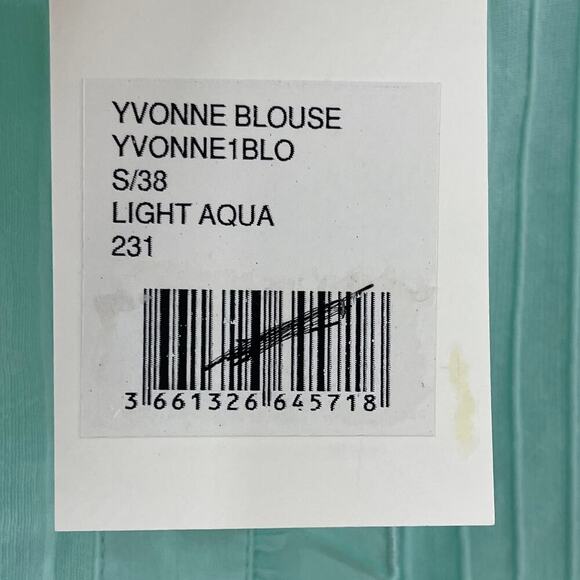 YVONNE BLOUSE
YVONNE1BLO
S/38
LIGHT AQUA
231
3 661326 645718